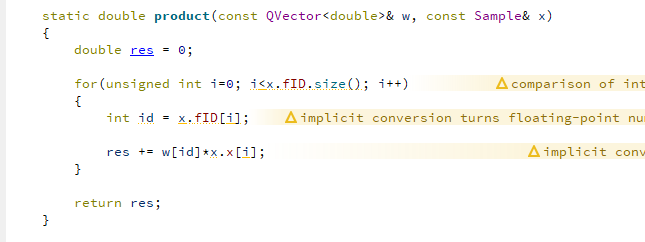 static double product(const QVector<double>& w, const Sample& x)
{
double res = 0;
for(unsigned int i=0; i<x.fID.size(); i++) comparison of int
{
int id = x.fID[i]; implicit conversion turns floating-point nu
res += w[id]*x.x[i]; implicit conv
}
return res;
}